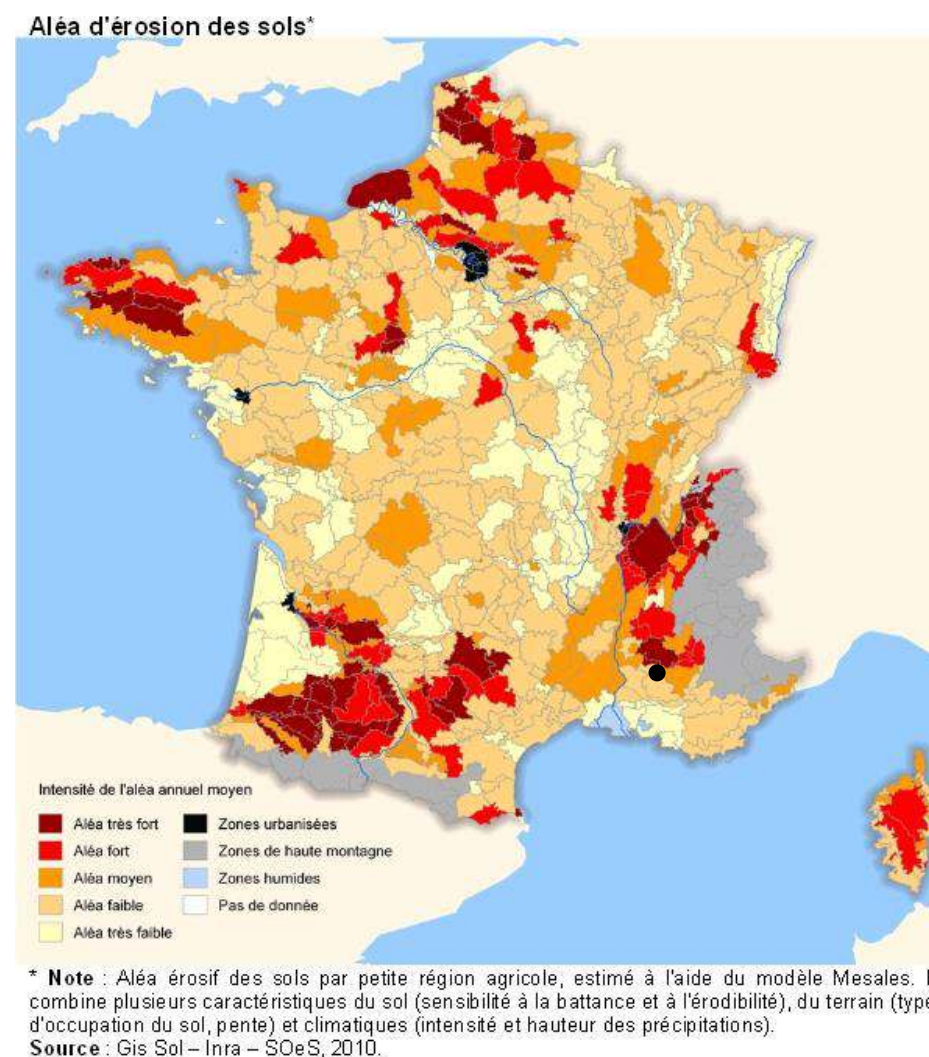 Aléa d'érosion des sols*
Intensité de l'aléa annuel moyen
Aléa très fort
Aléa fort
Aléa moyen
Aléa faible
Aléa très faible
Zones urbanisées
Zones de haute montagne
Zones humides
Pas de donnée
* Note : Aléa érosif des sols par petite région agricole, estimé à l'aide du modèle Mesales.
combine plusieurs caractéristiques du sol (sensibilité à la battance et à l'érodibilité), du terrain (type
d'occupation du sol, pente) et climatiques (intensité et hauteur des précipitations).
Source : Gis Sol – Inra – SOeS, 2010.